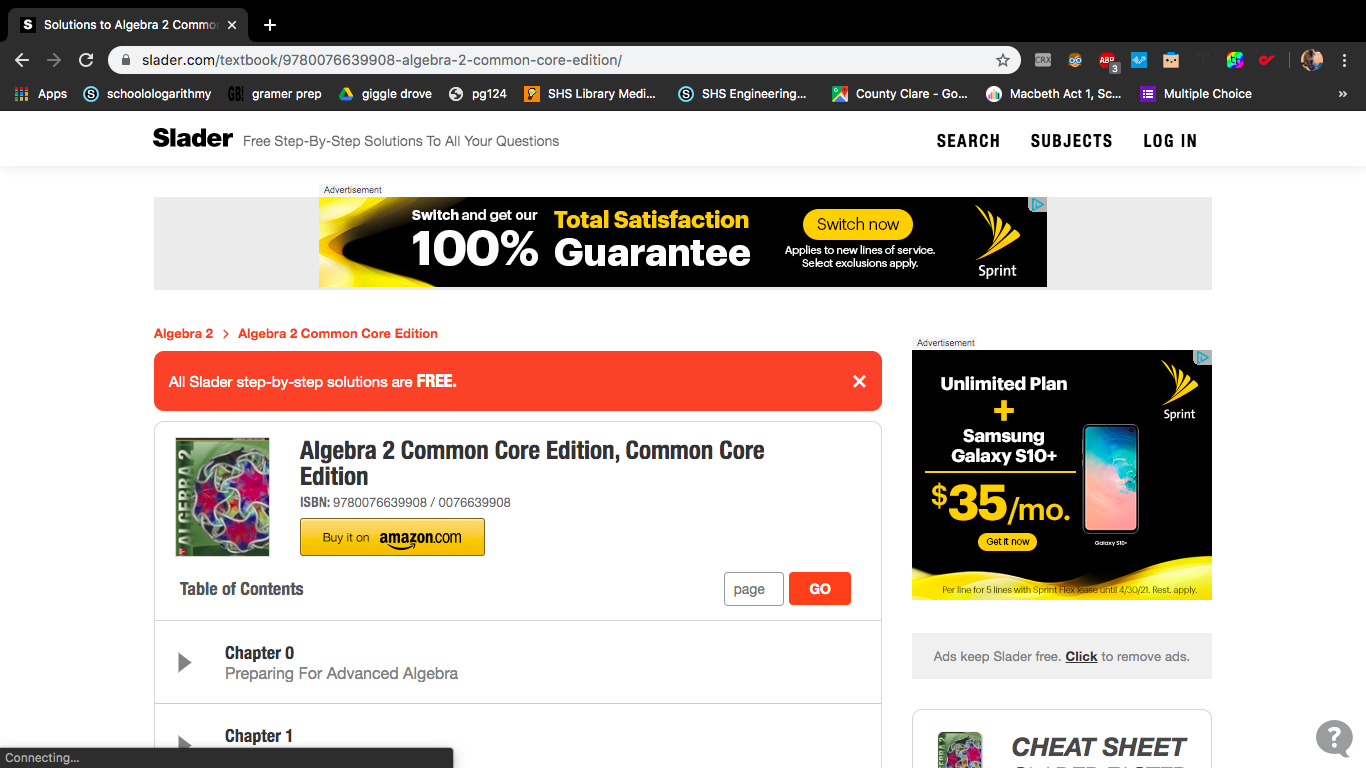 Solutions to Algebra 2 Commo
slader.com/textbook/9780076639908-algebra-2-common-core-edition/
CRX
ABP
3
Apps
schoolologarithmy
GB!
gramer prep
giggle drove
pg124
SHS Library Medi...
SHS Engineering...
County Clare - Go...
Macbeth Act 1, Sc...
Multiple Choice
»
Slader
Free Step-By-Step Solutions To All Your Questions
SEARCH
SUBJECTS
LOG IN
Advertisement
Switch and get our
100%
Total Satisfaction
Guarantee
Switch now
Applies to new lines of service.
Select exclusions apply.
Sprint
Algebra 2 > Algebra 2 Common Core Edition
All Slader step-by-step solutions are FREE.
ALGEBRA 2
Algebra 2 Common Core Edition, Common Core
Edition
ISBN: 9780076639908 / 0076639908
Buy it on amazon.com
Table of Contents
page
GO
Chapter 0
Preparing For Advanced Algebra
Chapter 1
Connecting...
Advertisement
Unlimited Plan
+
Samsung
Galaxy S10+
$35/mo.
Get it now
Sprint
Galaxy S10+
Per line for 5 lines with Sprint Flex lease until 4/30/21. Rest. apply.
Ads keep Slader free. Click to remove ads.
CHEAT SHEET
?